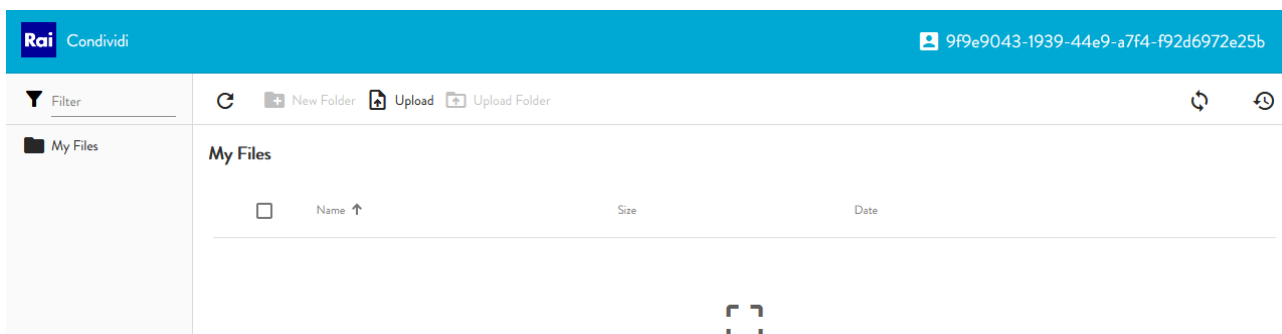 Rai Condividi 9f9e9043-1939-44e9-a7f4-f92d6972e25b
Filter New Folder Upload Upload Folder
My Files
My Files
Name Size Date